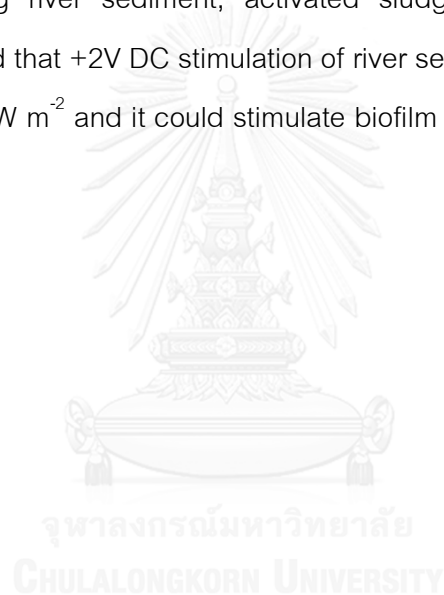 g river sediment, activated sludg
d that +2V DC stimulation of river se
W m⁻² and it could stimulate biofilm
จุฬาลงกรณ์มหาวิทยาลัย
CHULALONGKORN UNIVERSITY